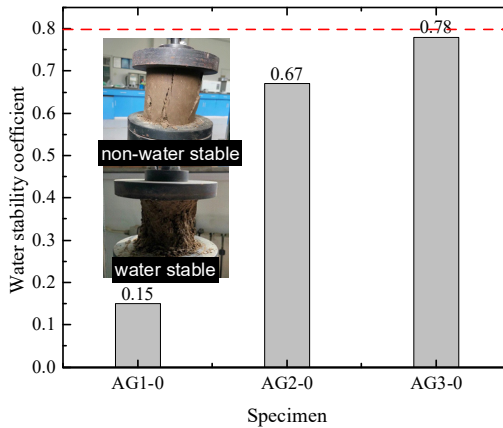 Water stability coefficient
0.8
0.7
0.6
0.5
0.4
0.3
0.2
0.1
0.0
0.78
0.67
0.15
non-water stable
water stable
AG1-0 AG2-0 AG3-0
Specimen